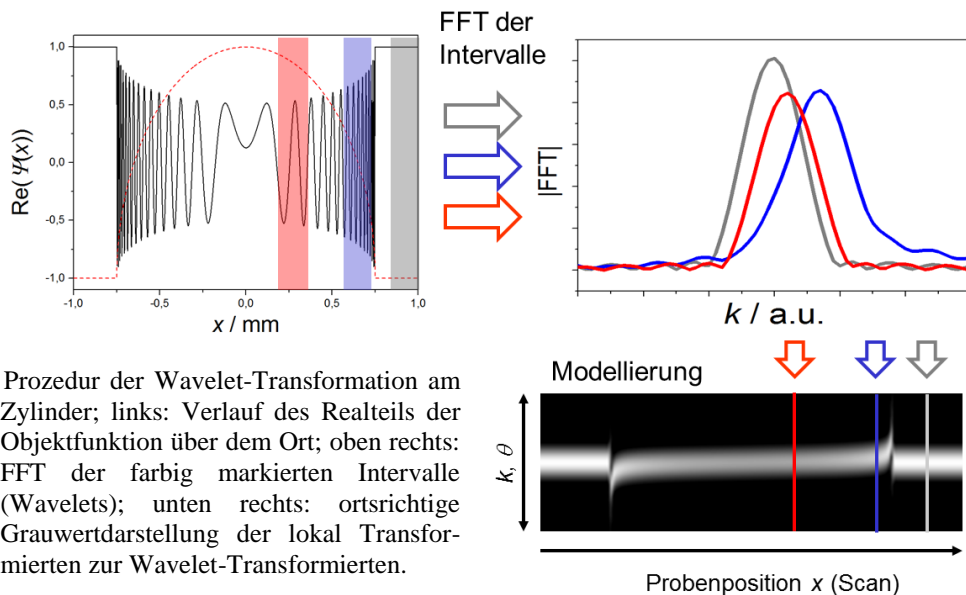 1,0
0,5
0,0
-0,5
-1,0
Re( Ψ(x))
-1,0 -0,5 0,0 0,5 1,0
x / mm
FFT der
Intervalle
|FFT|
k / a.u.
Prozedur der Wavelet-Transformation am
Zylinder; links: Verlauf des Realteils der
Objektfunktion über dem Ort; oben rechts:
FFT der farbig markierten Intervalle
(Wavelets); unten rechts: ortsrichtige
Grauwertdarstellung der lokal Transfor-
mierten zur Wavelet-Transformierten.
Modellierung
k, θ
Probenposition x (Scan)